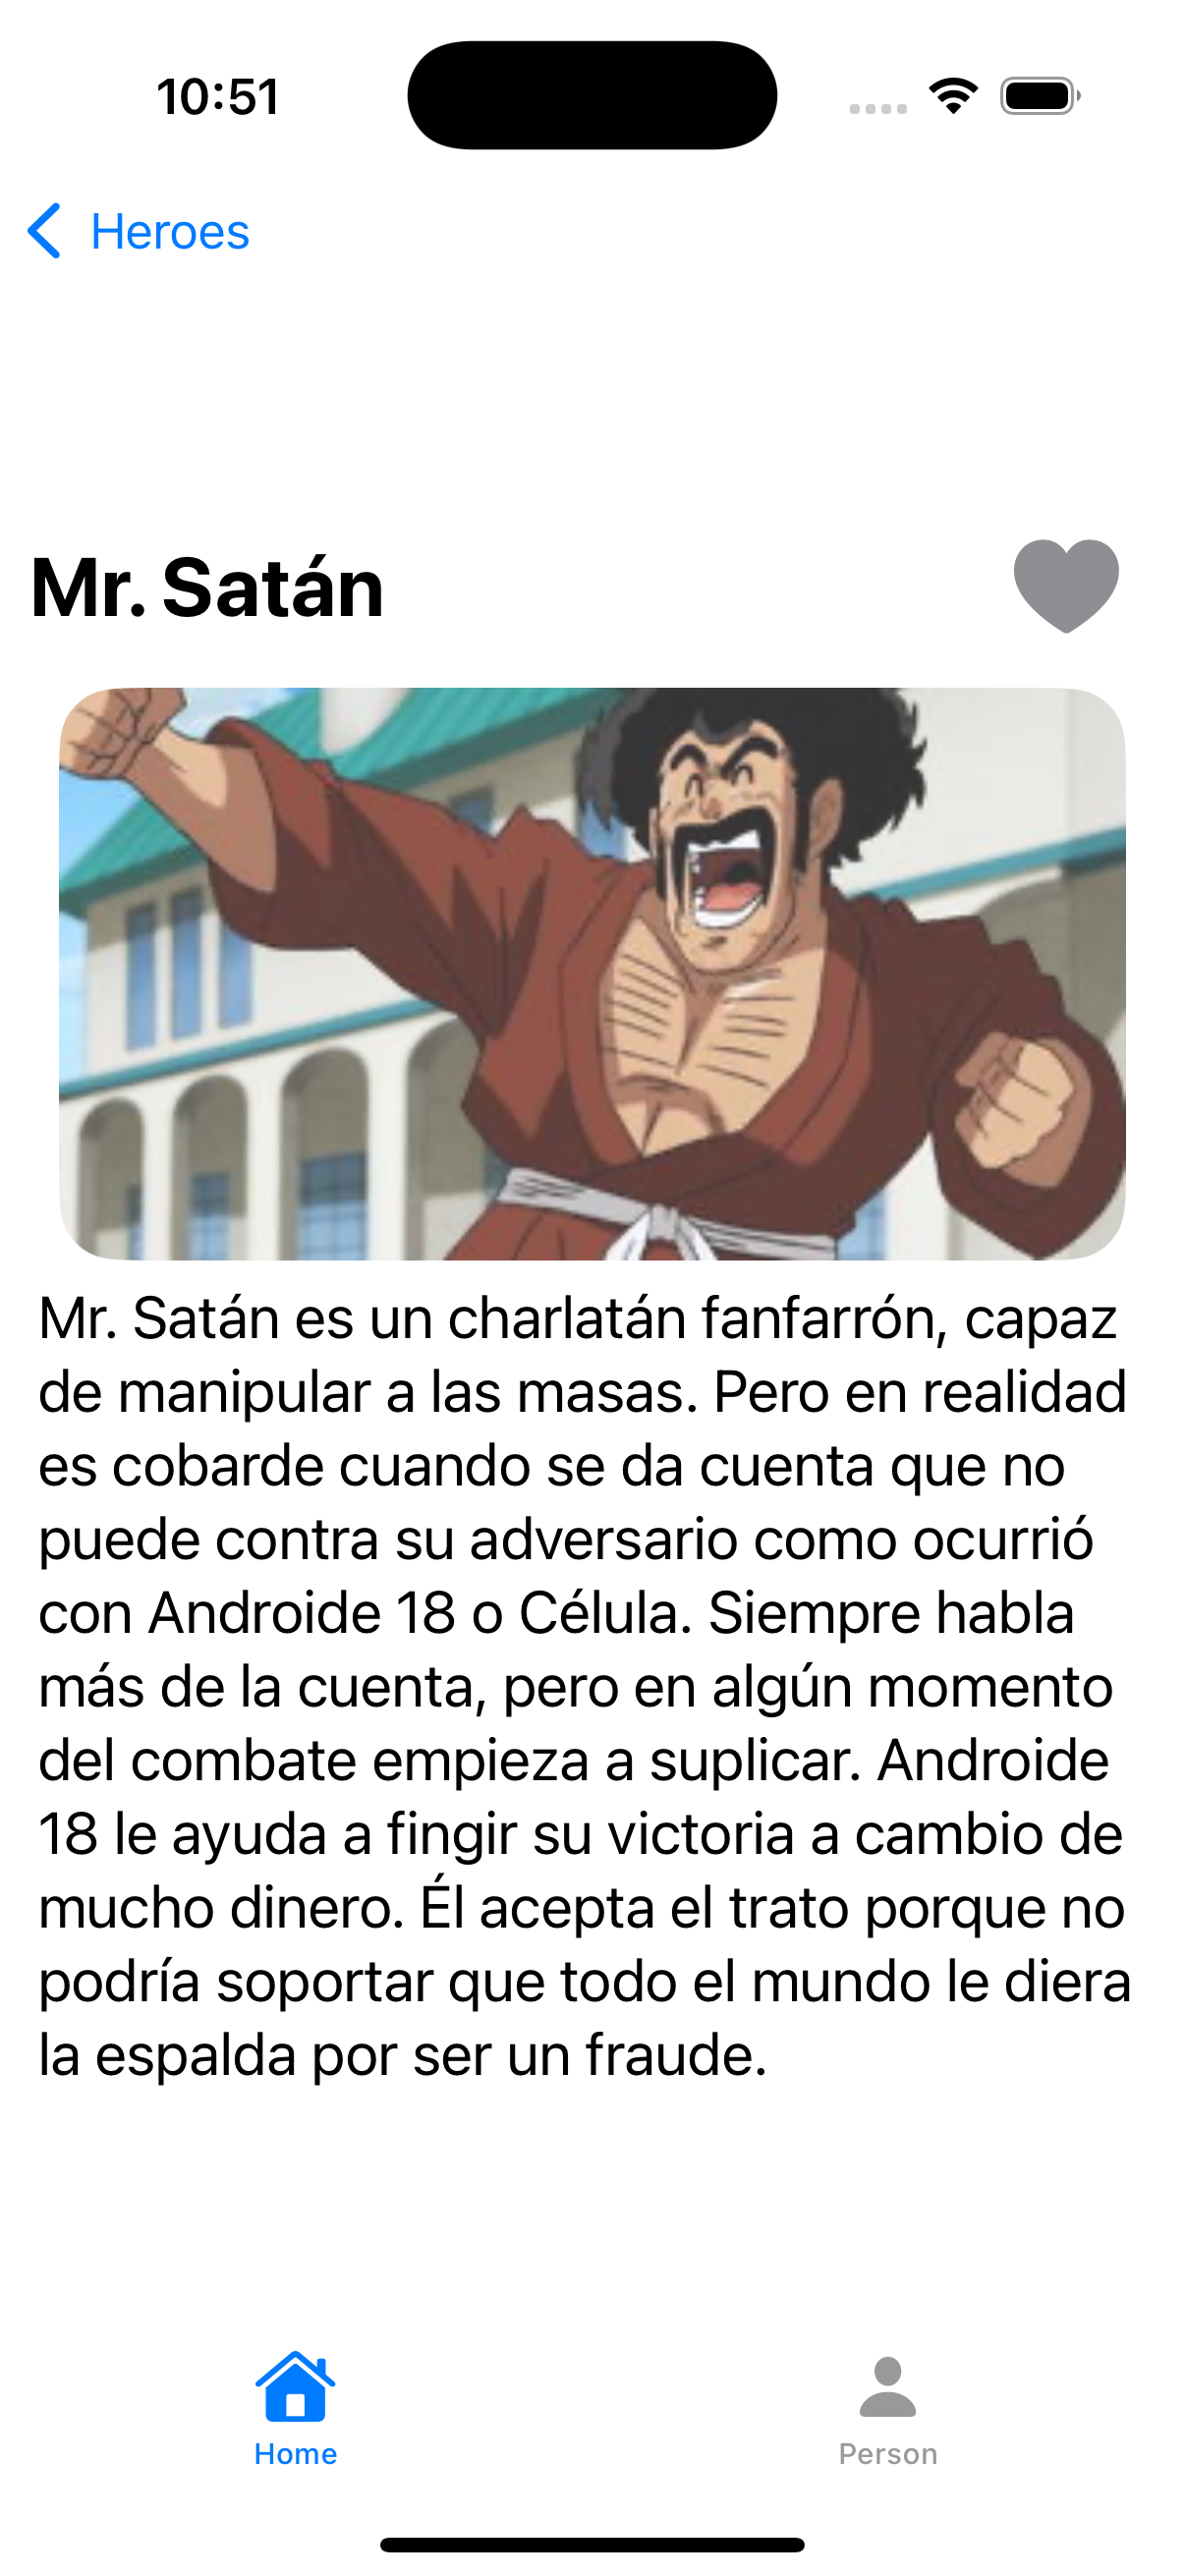 10:51
Heroes
Mr. Satán
Mr. Satán es un charlatán fanfarrón, capaz
de manipular a las masas. Pero en realidad
es cobarde cuando se da cuenta que no
puede contra su adversario como ocurrió
con Androide 18 o Célula. Siempre habla
más de la cuenta, pero en algún momento
del combate empieza a suplicar. Androide
18 le ayuda a fingir su victoria a cambio de
mucho dinero. Él acepta el trato porque no
podría soportar que todo el mundo le diera
la espalda por ser un fraude.
Home
Person